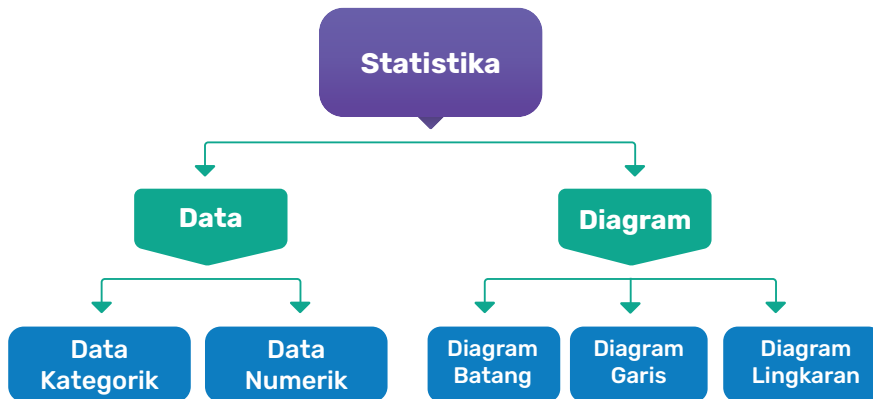 Statistika
Data
Diagram
Data
Kategorik
Data
Numerik
Diagram
Batang
Diagram
Garis
Diagram
Lingkaran